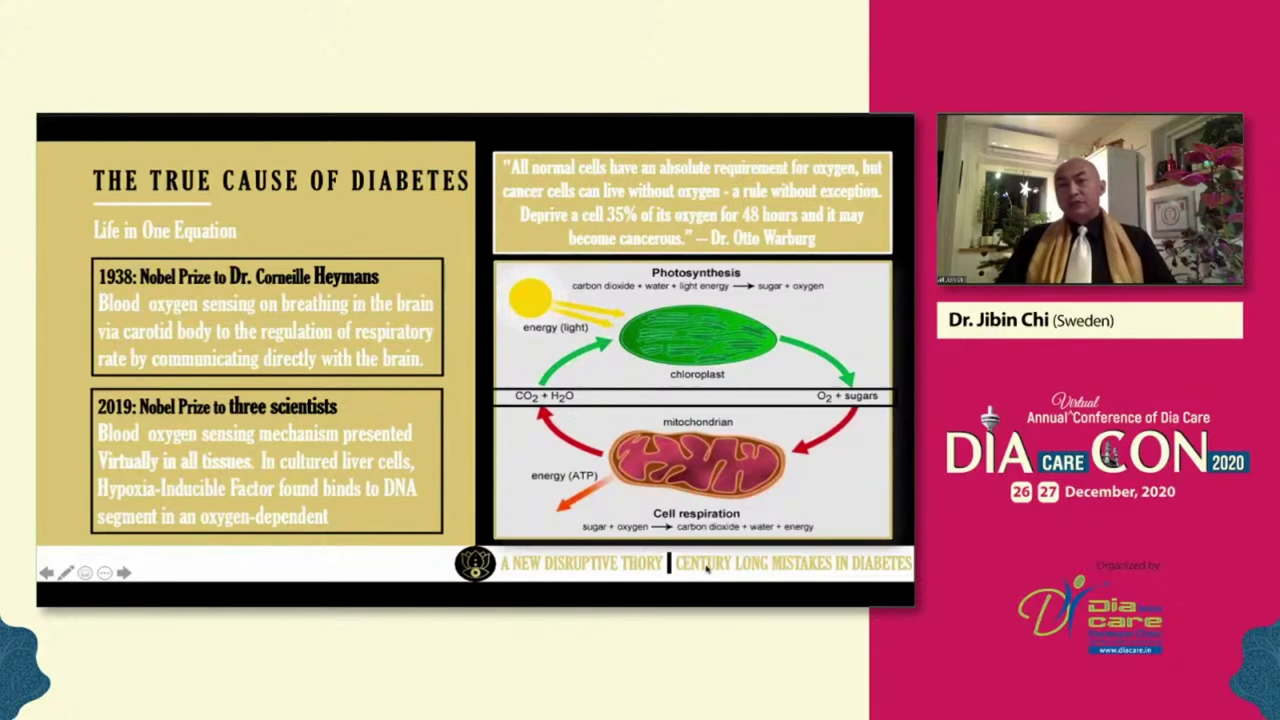 THE TRUE CAUSE OF DIABETES
Life in One Equation
1938: Nobel Prize to Dr. Corneille Heymans
Blood oxygen sensing on breathing in the brain
via carotid body to the regulation of respiratory
rate by communicating directly with the brain.
2019: Nobel Prize to three scientists
Blood oxygen sensing mechanism presented
Virtually in all tissues. In cultured liver cells,
Hypoxia-Inducible Factor found binds to DNA
segment in an oxygen-dependent
"All normal cells have an absolute requirement for oxygen, but
cancer cells can live without oxygen - a rule without exception.
Deprive a cell 35% of its oxygen for 48 hours and it may
become cancerous." — Dr. Otto Warburg
Photosynthesis
carbon dioxide + water + light energy → sugar + oxygen
energy (light)
chloroplast
CO2 + H2O
O2 + sugars
mitochondrian
energy (ATP)
Cell respiration
sugar + oxygen → carbon dioxide + water + energy
A NEW DISRUPTIVE THORY | CENTURY LONG MISTAKES IN DIABETES
Dr. Jibin Chi (Sweden)
Virtual
Annual ^ Conference of Dia Care
DIA CARE CON 2020
26 27 December, 2020
Organized by
Dia
care
www.diacare.in